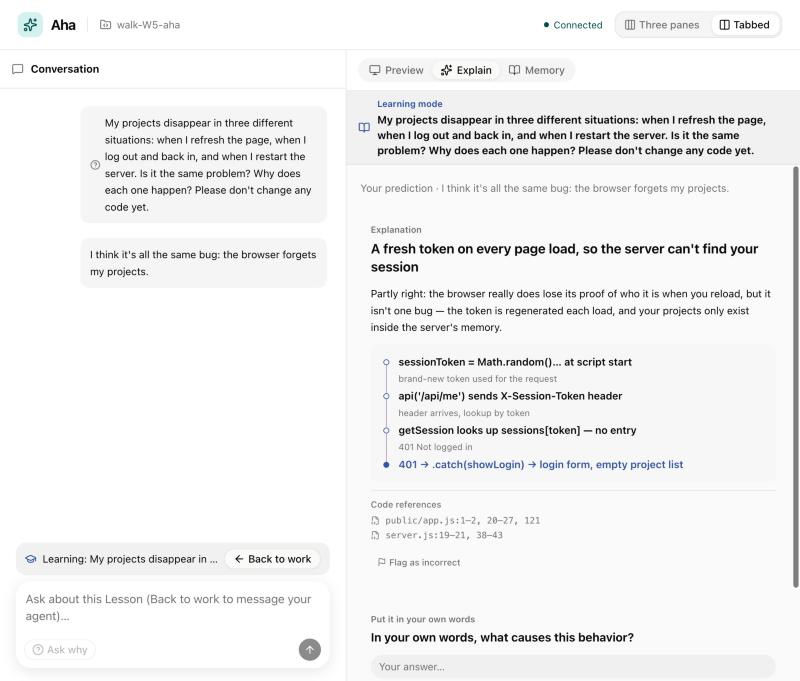 Aha
walk-W5-aha
Connected
Three panes
Tabbed
Conversation
My projects disappear in three different
situations: when I refresh the page, when I
log out and back in, and when I restart the
server. Is it the same problem? Why does
each one happen? Please don't change any
code yet.
I think it's all the same bug: the browser forgets
my projects.
Learning: My projects disappear in ...
Back to work
Ask about this Lesson (Back to work to message your
agent)...
Ask why
Preview
Explain
Memory
Learning mode
My projects disappear in three different situations: when I refresh the page,
when I log out and back in, and when I restart the server. Is it the same
problem? Why does each one happen? Please don't change any code yet.
Your prediction · I think it's all the same bug: the browser forgets my projects.
Explanation
A fresh token on every page load, so the server can't find your
session
Partly right: the browser really does lose its proof of who it is when you reload, but it
isn't one bug — the token is regenerated each load, and your projects only exist
inside the server's memory.
sessionToken = Math.random()... at script start
brand-new token used for the request
api('/api/me') sends X-Session-Token header
header arrives, lookup by token
getSession looks up sessions[token] — no entry
401 Not logged in
401 → .catch(showLogin) → login form, empty project list
Code references
public/app.js:1–2, 20–27, 121
server.js:19–21, 38–43
Flag as incorrect
Put it in your own words
In your own words, what causes this behavior?
Your answer...